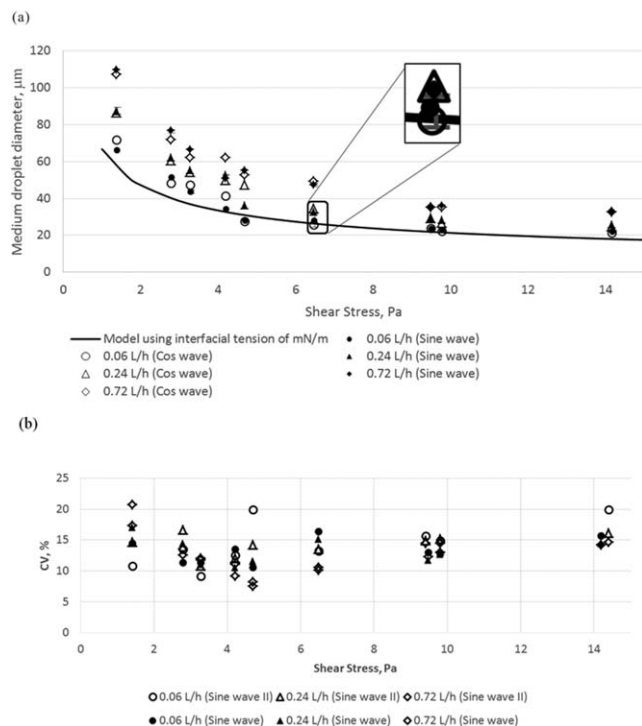 (a)
Medium droplet diameter, μm
120
100
80
60
40
20
0
0 2 4 6 8 10 12 14
Shear Stress, Pa
Model using interfacial tension of mN/m
0.06 L/h (Sine wave)
0.06 L/h (Cos wave)
0.24 L/h (Sine wave)
0.24 L/h (Cos wave)
0.72 L/h (Sine wave)
0.72 L/h (Cos wave)
(b)
CV, %
25
20
15
10
5
0
0 2 4 6 8 10 12 14
Shear Stress, Pa
0.06 L/h (Sine wave II) 0.24 L/h (Sine wave II) 0.72 L/h (Sine wave II)
0.06 L/h (Sine wave) 0.24 L/h (Sine wave) 0.72 L/h (Sine wave)